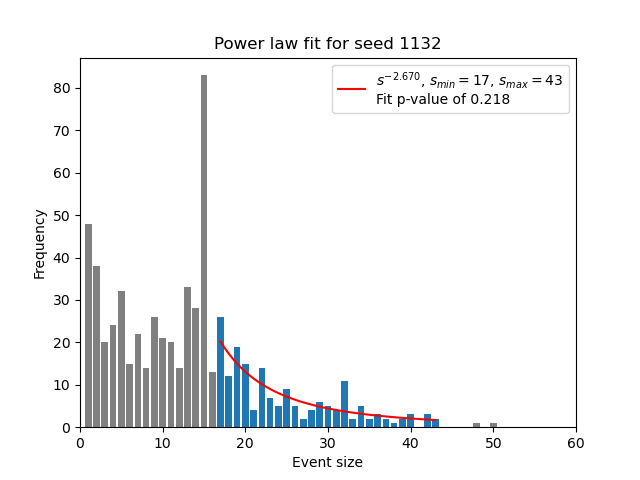 Power law fit for seed 1132
s^{-2.670}, s_{min} = 17, s_{max} = 43
Fit p-value of 0.218
Frequency
80
70
60
50
40
30
20
10
0
0 10 20 30 40 50 60
Event size